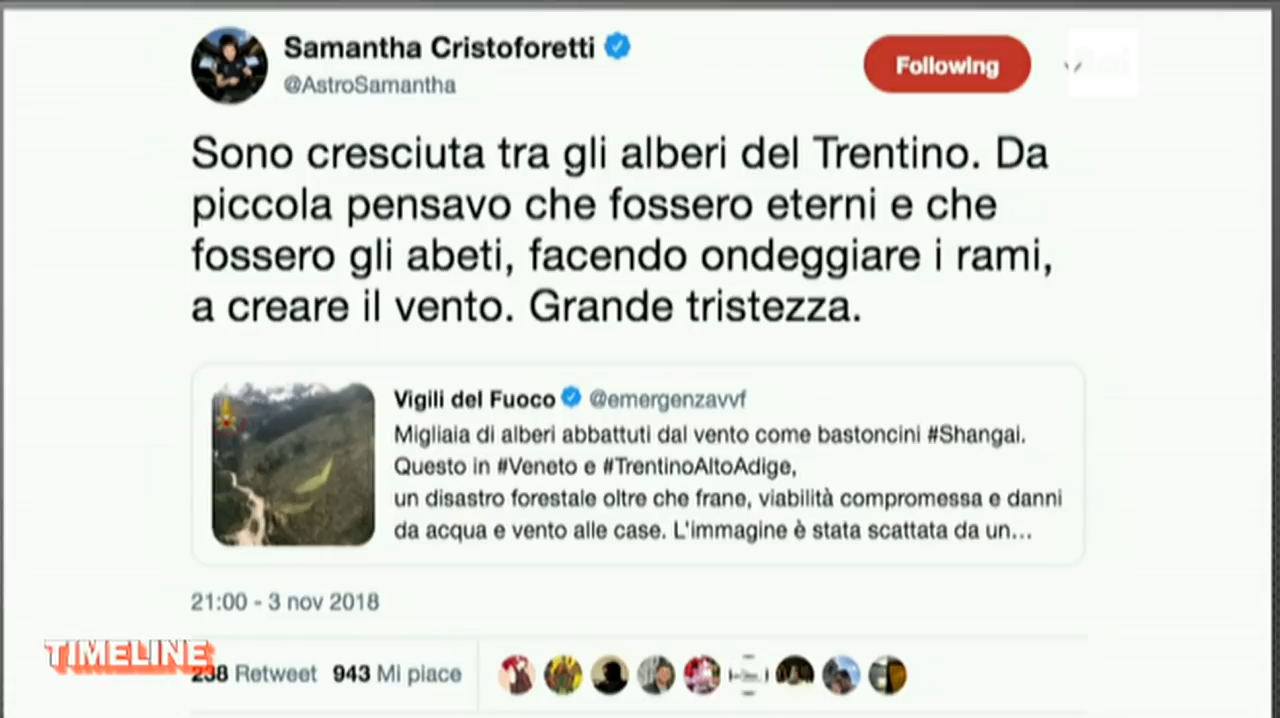 Samantha Cristoforetti
@AstroSamantha
Following
Sono cresciuta tra gli alberi del Trentino. Da
piccola pensavo che fossero eterni e che
fossero gli abeti, facendo ondeggiare i rami,
a creare il vento. Grande tristezza.
Vigili del Fuoco @emergenzavvf
Migliaia di alberi abbattuti dal vento come bastoncini #Shangai.
Questo in #Veneto e #TrentinoAltoAdige,
un disastro forestale oltre che frane, viabilità compromessa e danni
da acqua e vento alle case. L'immagine è stata scattata da un...
21:00 - 3 nov 2018
TIMELINE
238 Retweet 943 Mi piace